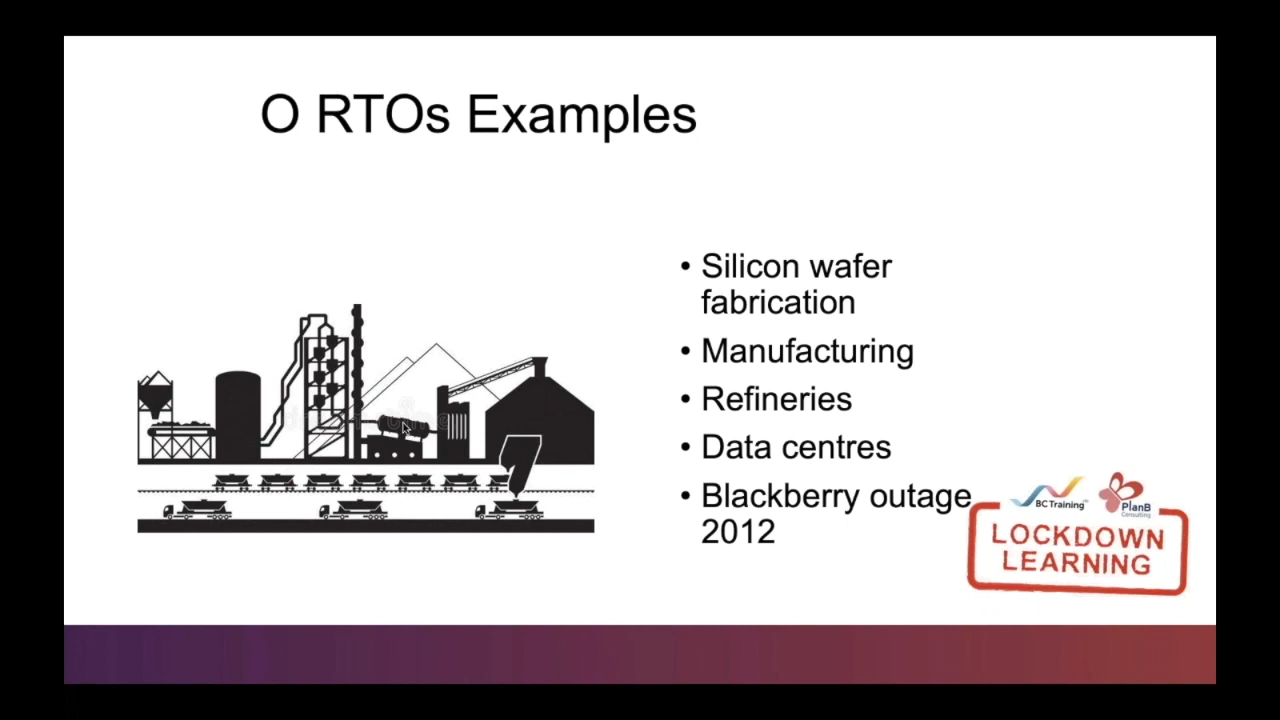 O RTOs Examples
• Silicon wafer
fabrication
• Manufacturing
• Refineries
• Data centres
• Blackberry outage
2012
BC Training
PlanB
Consulting
LOCKDOWN
LEARNING